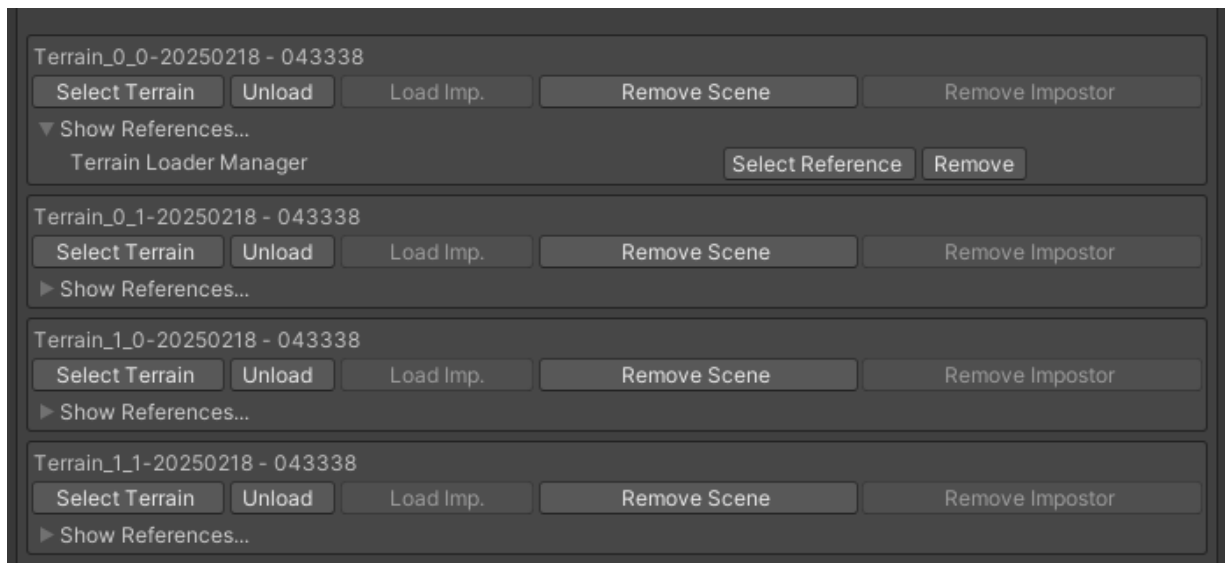 Terrain_0_0-20250218 - 043338
Select Terrain Unload Load Imp. Remove Scene Remove Impostor
Show References...
Terrain Loader Manager Select Reference Remove
Terrain_0_1-20250218 - 043338
Select Terrain Unload Load Imp. Remove Scene Remove Impostor
Show References...
Terrain_1_0-20250218 - 043338
Select Terrain Unload Load Imp. Remove Scene Remove Impostor
Show References...
Terrain_1_1-20250218 - 043338
Select Terrain Unload Load Imp. Remove Scene Remove Impostor
Show References...